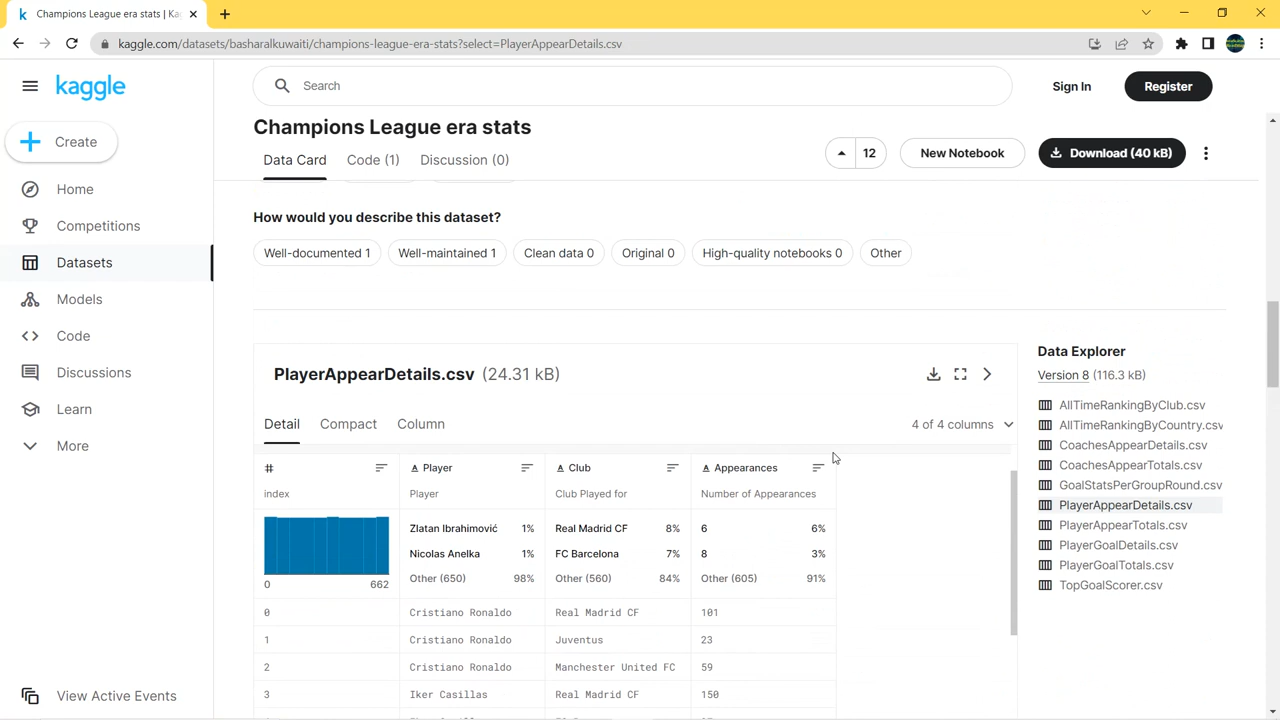 Champions League era stats | Ka
kaggle.com/datasets/basharalkuwaiti/champions-league-era-stats?select=PlayerAppearDetails.csv
kaggle
Search
Sign In
Register
Create
Home
Competitions
Datasets
Models
Code
Discussions
Learn
More
View Active Events
Champions League era stats
Data Card
Code (1)
Discussion (0)
12
New Notebook
Download (40 kB)
How would you describe this dataset?
Well-documented 1
Well-maintained 1
Clean data 0
Original 0
High-quality notebooks 0
Other
PlayerAppearDetails.csv (24.31 kB)
Detail
Compact
Column
4 of 4 columns
# Player Club Appearances
index Player Club Played for Number of Appearances
Zlatan Ibrahimović 1% Real Madrid CF 8% 6 6%
Nicolas Anelka 1% FC Barcelona 7% 8 3%
Other (650) 98% Other (560) 84% Other (605) 91%
0 662
0 Cristiano Ronaldo Real Madrid CF 101
1 Cristiano Ronaldo Juventus 23
2 Cristiano Ronaldo Manchester United FC 59
3 Iker Casillas Real Madrid CF 150
Data Explorer
Version 8 (116.3 kB)
AllTimeRankingByClub.csv
AllTimeRankingByCountry.csv
CoachesAppearDetails.csv
CoachesAppearTotals.csv
GoalStatsPerGroupRound.csv
PlayerAppearDetails.csv
PlayerAppearTotals.csv
PlayerGoalDetails.csv
PlayerGoalTotals.csv
TopGoalScorer.csv